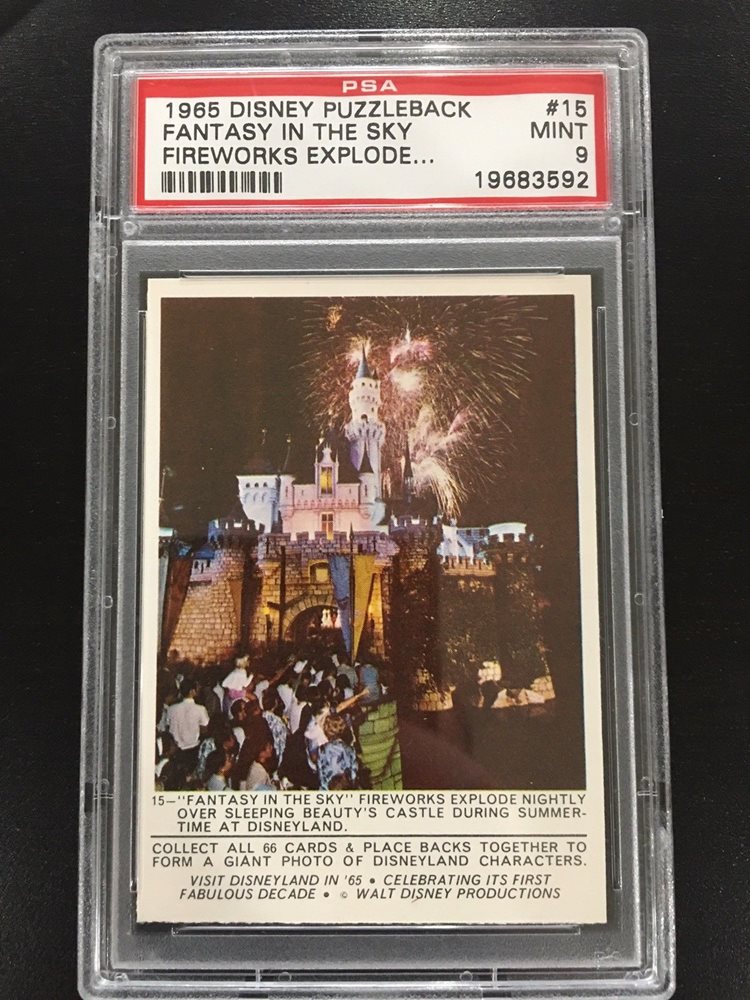 PSA
1965 DISNEY PUZZLEBACK #15
FANTASY IN THE SKY MINT
FIREWORKS EXPLODE... 9
19683592
15—"FANTASY IN THE SKY" FIREWORKS EXPLODE NIGHTLY
OVER SLEEPING BEAUTY'S CASTLE DURING SUMMER-
TIME AT DISNEYLAND.
COLLECT ALL 66 CARDS & PLACE BACKS TOGETHER TO
FORM A GIANT PHOTO OF DISNEYLAND CHARACTERS.
VISIT DISNEYLAND IN '65 • CELEBRATING ITS FIRST
FABULOUS DECADE • © WALT DISNEY PRODUCTIONS